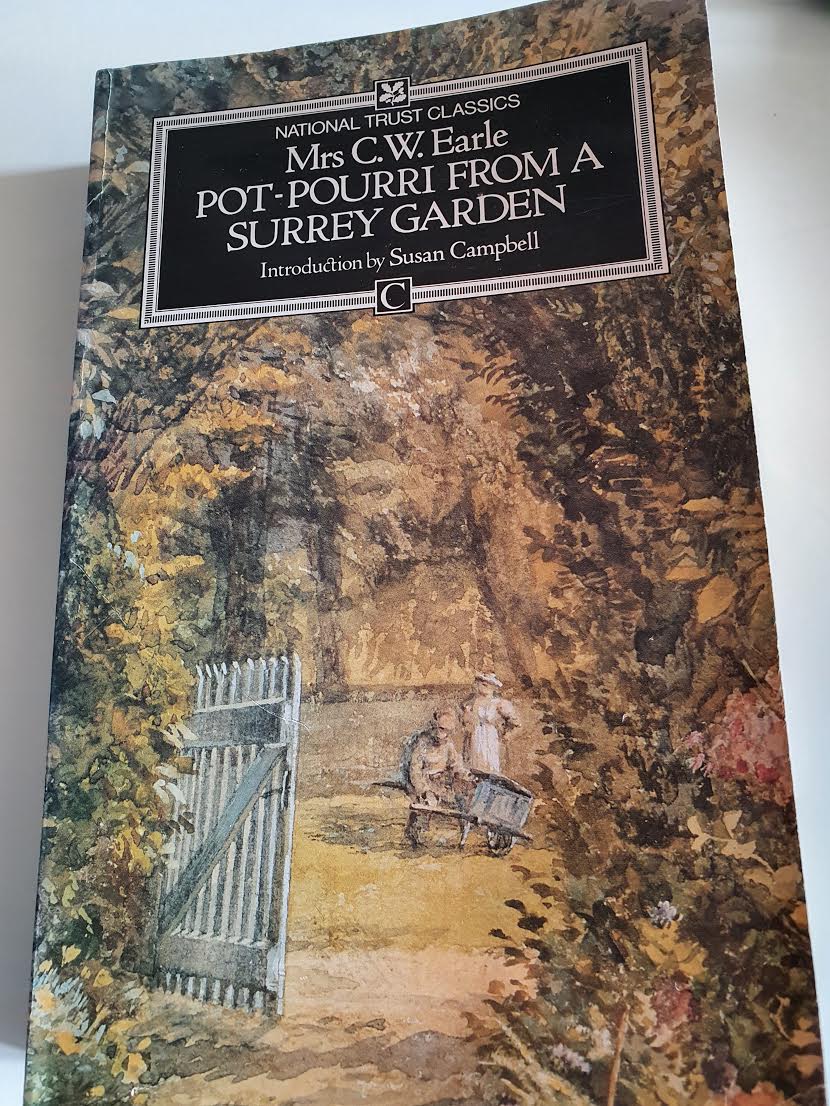 NATIONAL TRUST CLASSICS
Mrs C.W. Earle
POT-POURRI FROM A
SURREY GARDEN
Introduction by Susan Campbell
C